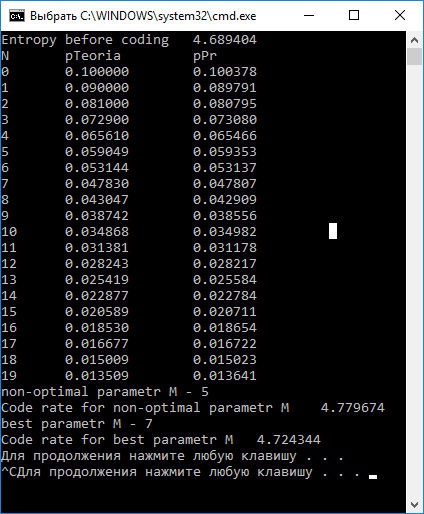 Выбрать C:\WINDOWS\system32\cmd.exe
Entropy before coding   4.689404
N       pTeoria         pPr
0       0.100000        0.100378
1       0.090000        0.089791
2       0.081000        0.080795
3       0.072900        0.073080
4       0.065610        0.065466
5       0.059049        0.059353
6       0.053144        0.053137
7       0.047830        0.047807
8       0.043047        0.042909
9       0.038742        0.038556
10      0.034868        0.034982
11      0.031381        0.031178
12      0.028243        0.028217
13      0.025419        0.025584
14      0.022877        0.022784
15      0.020589        0.020711
16      0.018530        0.018654
17      0.016677        0.016722
18      0.015009        0.015023
19      0.013509        0.013641
non-optimal parametr M - 5
Code rate for non-optimal parametr M    4.779674
best parametr M - 7
Code rate for best parametr M   4.724344
Для продолжения нажмите любую клавишу . . .
^CДля продолжения нажмите любую клавишу . . .